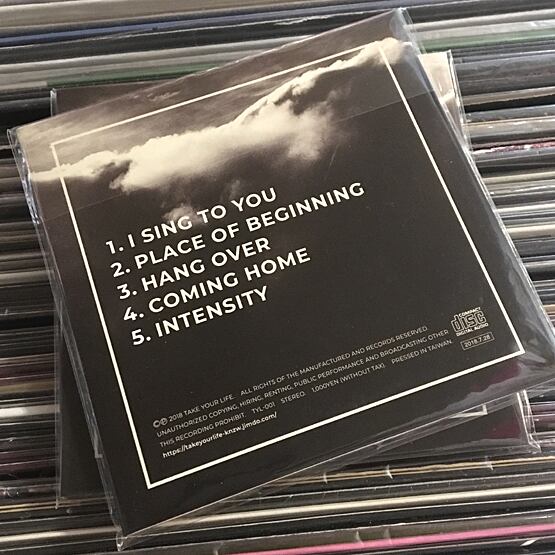 1. I SING TO YOU
2. PLACE OF BEGINNING
3. HANG OVER
4. COMING HOME
5. INTENSITY
COMPACT
disc
DIGITAL AUDIO
©℗ 2018 TAKE YOUR LIFE. ALL RIGHTS OF THE MANUFACTURED AND RECORDS RESERVED
UNAUTHORIZED COPYING, HIRING, RENTING, PUBLIC PERFORMANCE AND BROADCASTING OTHER
THIS RECORDING PROHIBIT. TYL-001 STEREO. 1,000YEN (WITHOUT TAX). PRESSED IN TAIWAN.
2018.7.28
https://takeyourlife-knzw.jimdo.com/